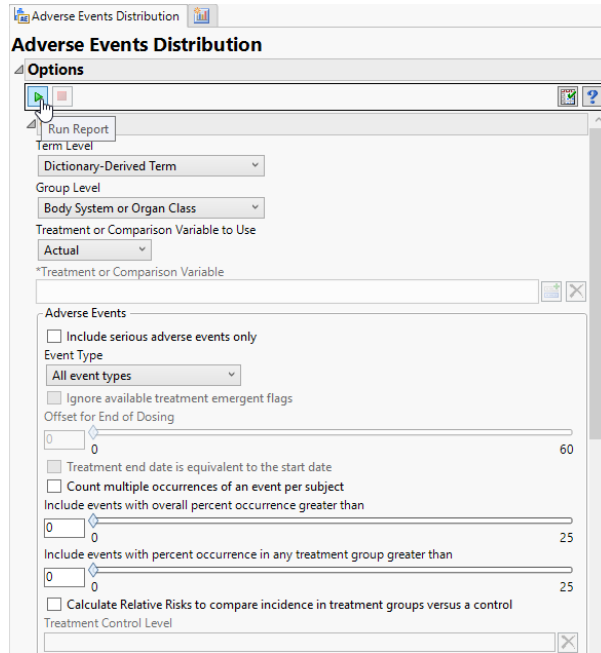 Adverse Events Distribution
Adverse Events Distribution
Options
Run Report
Term Level
Dictionary-Derived Term
Group Level
Body System or Organ Class
Treatment or Comparison Variable to Use
Actual
*Treatment or Comparison Variable
Adverse Events
Include serious adverse events only
Event Type
All event types
Ignore available treatment emergent flags
Offset for End of Dosing
0
0 60
Treatment end date is equivalent to the start date
Count multiple occurrences of an event per subject
Include events with overall percent occurrence greater than
0
0 25
Include events with percent occurrence in any treatment group greater than
0
0 25
Calculate Relative Risks to compare incidence in treatment groups versus a control
Treatment Control Level